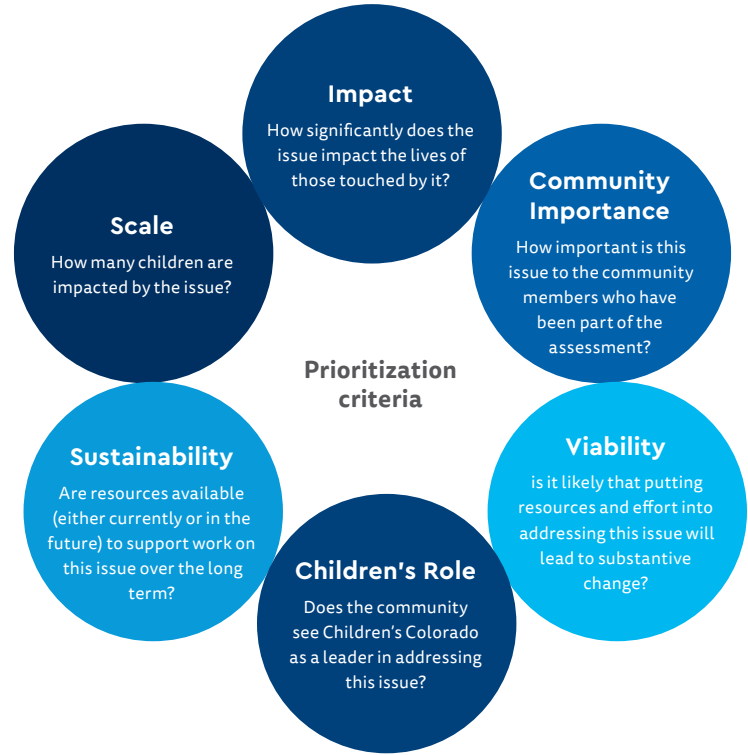 Impact
How significantly does the
issue impact the lives of
those touched by it?
Community
Importance
How important is this
issue to the community
members who have
been part of the
assessment?
Viability
is it likely that putting
resources and effort into
addressing this issue will
lead to substantive
change?
Children's Role
Does the community
see Children's Colorado
as a leader in addressing
this issue?
Sustainability
Are resources available
(either currently or in the
future) to support work on
this issue over the long
term?
Scale
How many children are
impacted by the issue?
Prioritization
criteria